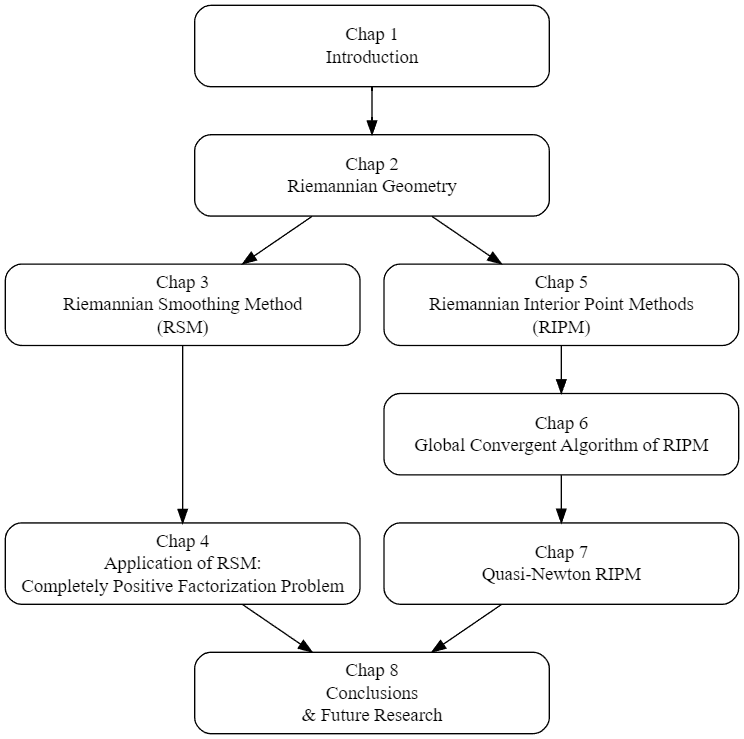 Chap 1
Introduction
Chap 2
Riemannian Geometry
Chap 3
Riemannian Smoothing Method
(RSM)
Chap 5
Riemannian Interior Point Methods
(RIPM)
Chap 6
Global Convergent Algorithm of RIPM
Chap 4
Application of RSM:
Completely Positive Factorization Problem
Chap 7
Quasi-Newton RIPM
Chap 8
Conclusions
& Future Research